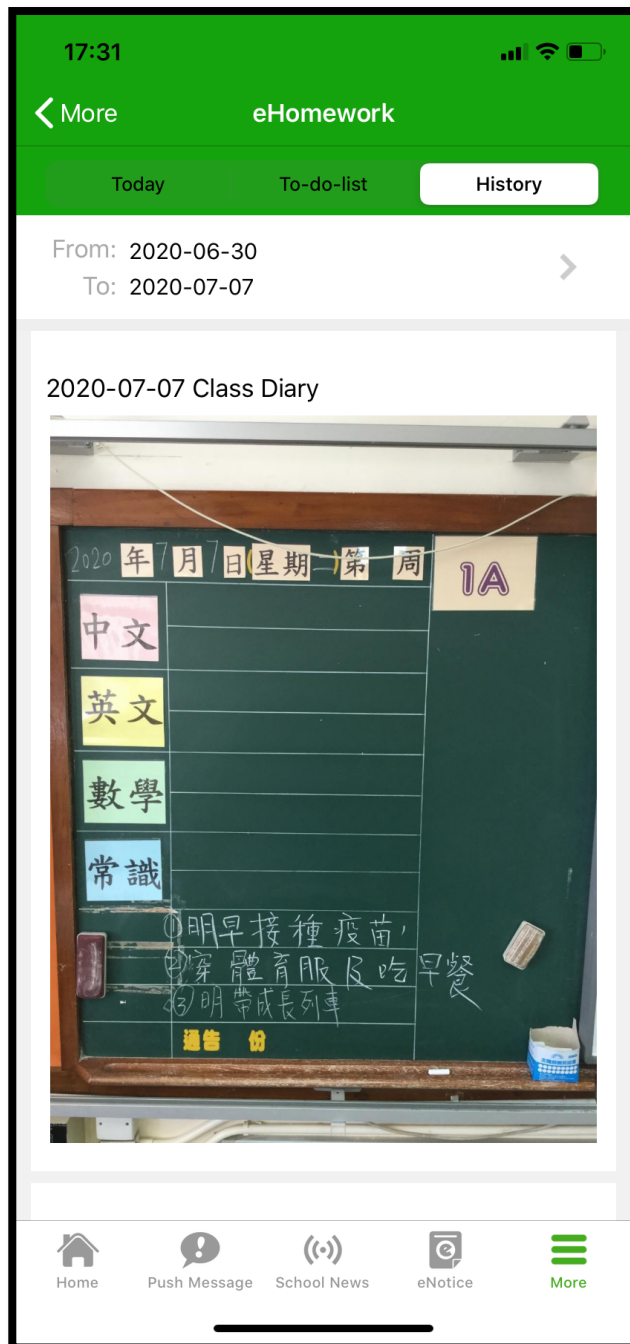 17:31
More
eHomework
Today
To-do-list
History
From: 2020-06-30
To: 2020-07-07
2020-07-07 Class Diary
2020年7月7日(星期二)第 周
1A
中文
英文
數學
常識
①明早接種疫苗,
②穿體育服及吃早餐
③明帶成長列車
通告 份
Home
Push Message
School News
eNotice
More